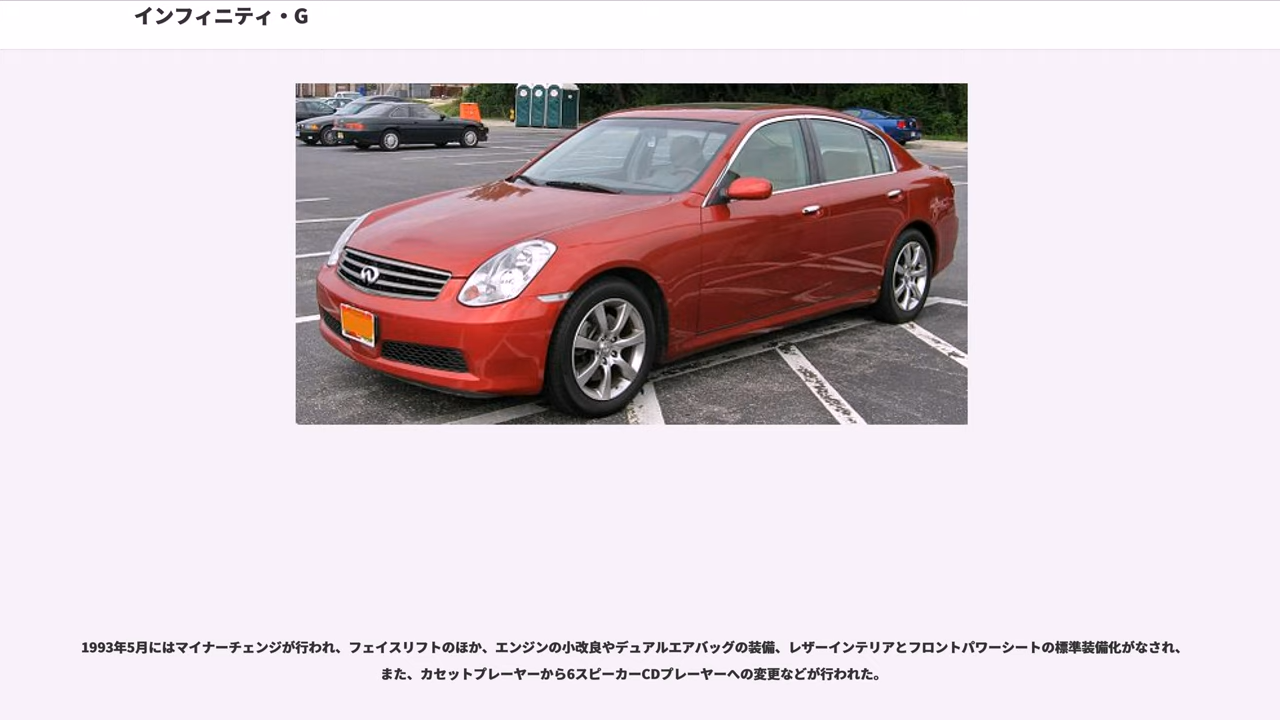 インフィニティ・G
1993年5月にはマイナーチェンジが行われ、フェイスリフトのほか、エンジンの小改良やデュアルエアバッグの装備、レザーインテリアとフロントパワーシートの標準装備化がなされ、
また、カセットプレーヤーから6スピーカーCDプレーヤーへの変更などが行われた。